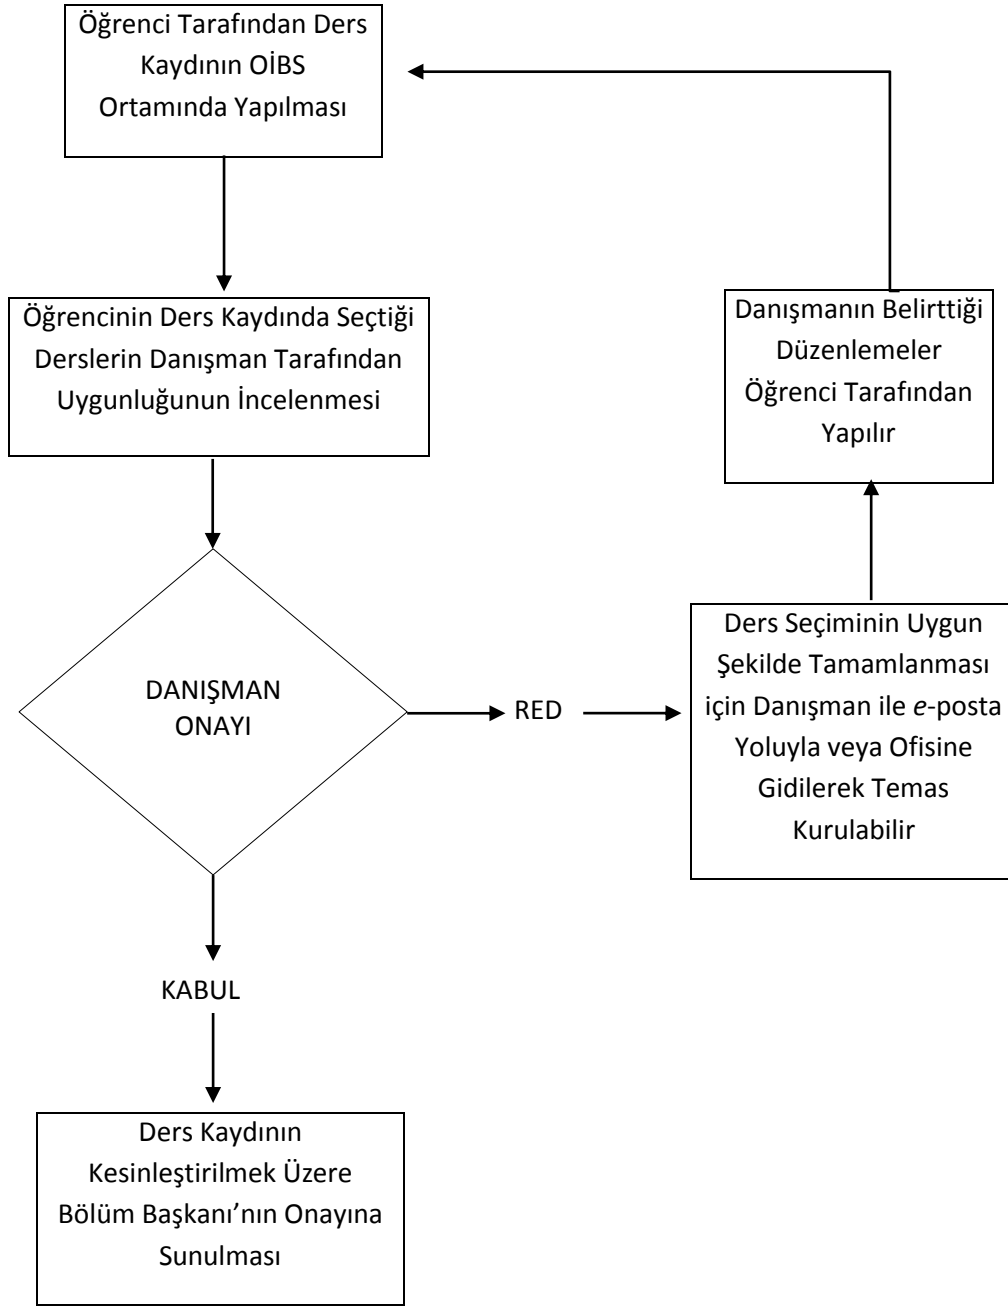 Öğrenci Tarafından Ders
Kaydının OİBS
Ortamında Yapılması
Öğrencinin Ders Kaydında Seçtiği
Derslerin Danışman Tarafından
Uygunluğunun İncelenmesi
Danışmanın Belirttiği
Düzenlemeler
Öğrenci Tarafından
Yapılır
DANIŞMAN
ONAYI
RED
Ders Seçiminin Uygun
Şekilde Tamamlanması
için Danışman ile e-posta
Yoluyla veya Ofisine
Gidilerek Temas
Kurulabilir
KABUL
Ders Kaydının
Kesinleştirilmek Üzere
Bölüm Başkanı’nın Onayına
Sunulması